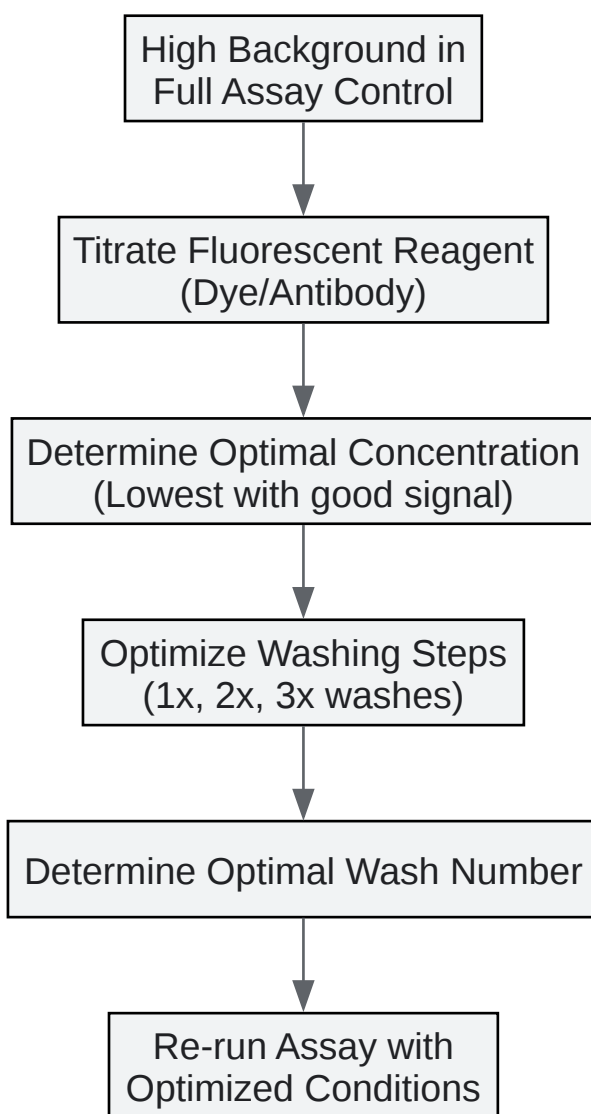 High Background in
Full Assay Control
Titrate Fluorescent Reagent
(Dye/Antibody)
Determine Optimal Concentration
(Lowest with good signal)
Optimize Washing Steps
(1x, 2x, 3x washes)
Determine Optimal Wash Number
Re-run Assay with
Optimized Conditions